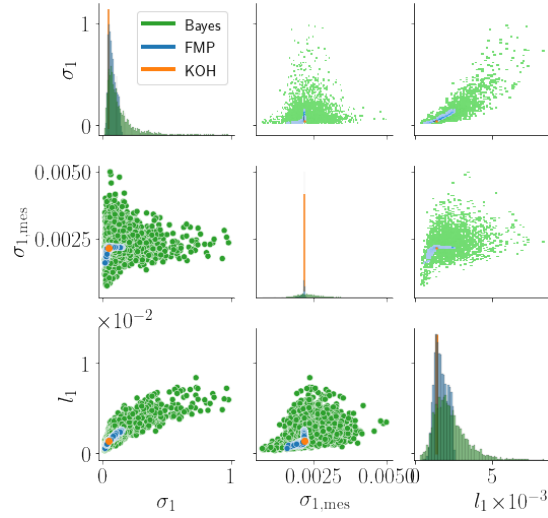 Bayes
FMP
KOH
σ₁
1
0
σ₁,mes
0.0050
0.0025
×10⁻²
l₁
1
0
0 1
0.0025 0.0050
0 5
σ₁
σ₁,mes
l₁ ×10⁻³